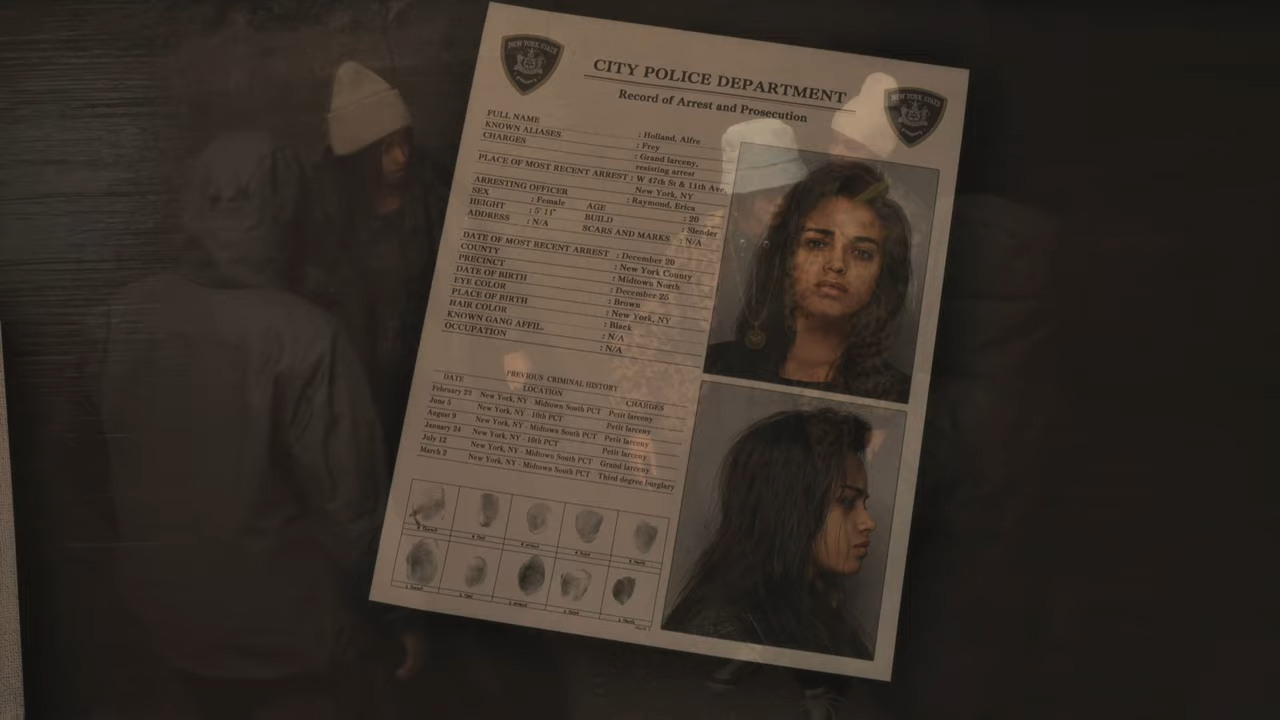 NEW YORK STATE
NEW YORK STATE
CITY POLICE DEPARTMENT
Record of Arrest and Prosecution
FULL NAME : Holland, Alfre
KNOWN ALIASES : Frey
CHARGES : Grand larceny,
resisting arrest
PLACE OF MOST RECENT ARREST : W 47th St & 11th Ave,
New York, NY
ARRESTING OFFICER : Raymond, Erica
SEX : Female AGE : 20
HEIGHT : 5' 11" BUILD : Slender
ADDRESS : N/A SCARS AND MARKS : N/A
DATE OF MOST RECENT ARREST : December 20
COUNTY : New York County
PRECINCT : Midtown North
DATE OF BIRTH : December 25
EYE COLOR : Brown
PLACE OF BIRTH : New York, NY
HAIR COLOR : Black
KNOWN GANG AFFIL. : N/A
OCCUPATION : N/A
PREVIOUS CRIMINAL HISTORY
DATE LOCATION CHARGES
February 23 New York, NY - Midtown South PCT Petit larceny
June 5 New York, NY - 10th PCT Petit larceny
August 9 New York, NY - Midtown South PCT Petit larceny
January 24 New York, NY - 10th PCT Petit larceny
July 12 New York, NY - Midtown South PCT Grand larceny
March 2 New York, NY - Midtown South PCT Third degree burglary